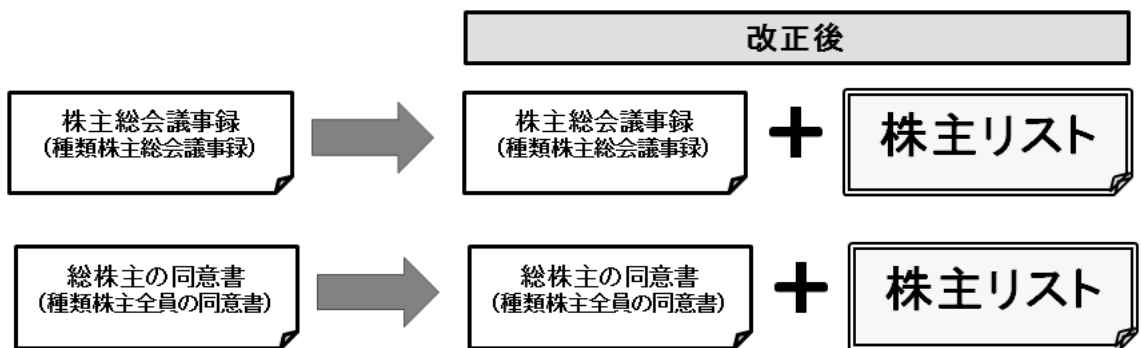 改正後
株主総会議事録
(種類株主総会議事録)
株主総会議事録
(種類株主総会議事録)
+
株主リスト
総株主の同意書
(種類株主全員の同意書)
総株主の同意書
(種類株主全員の同意書)
+
株主リスト